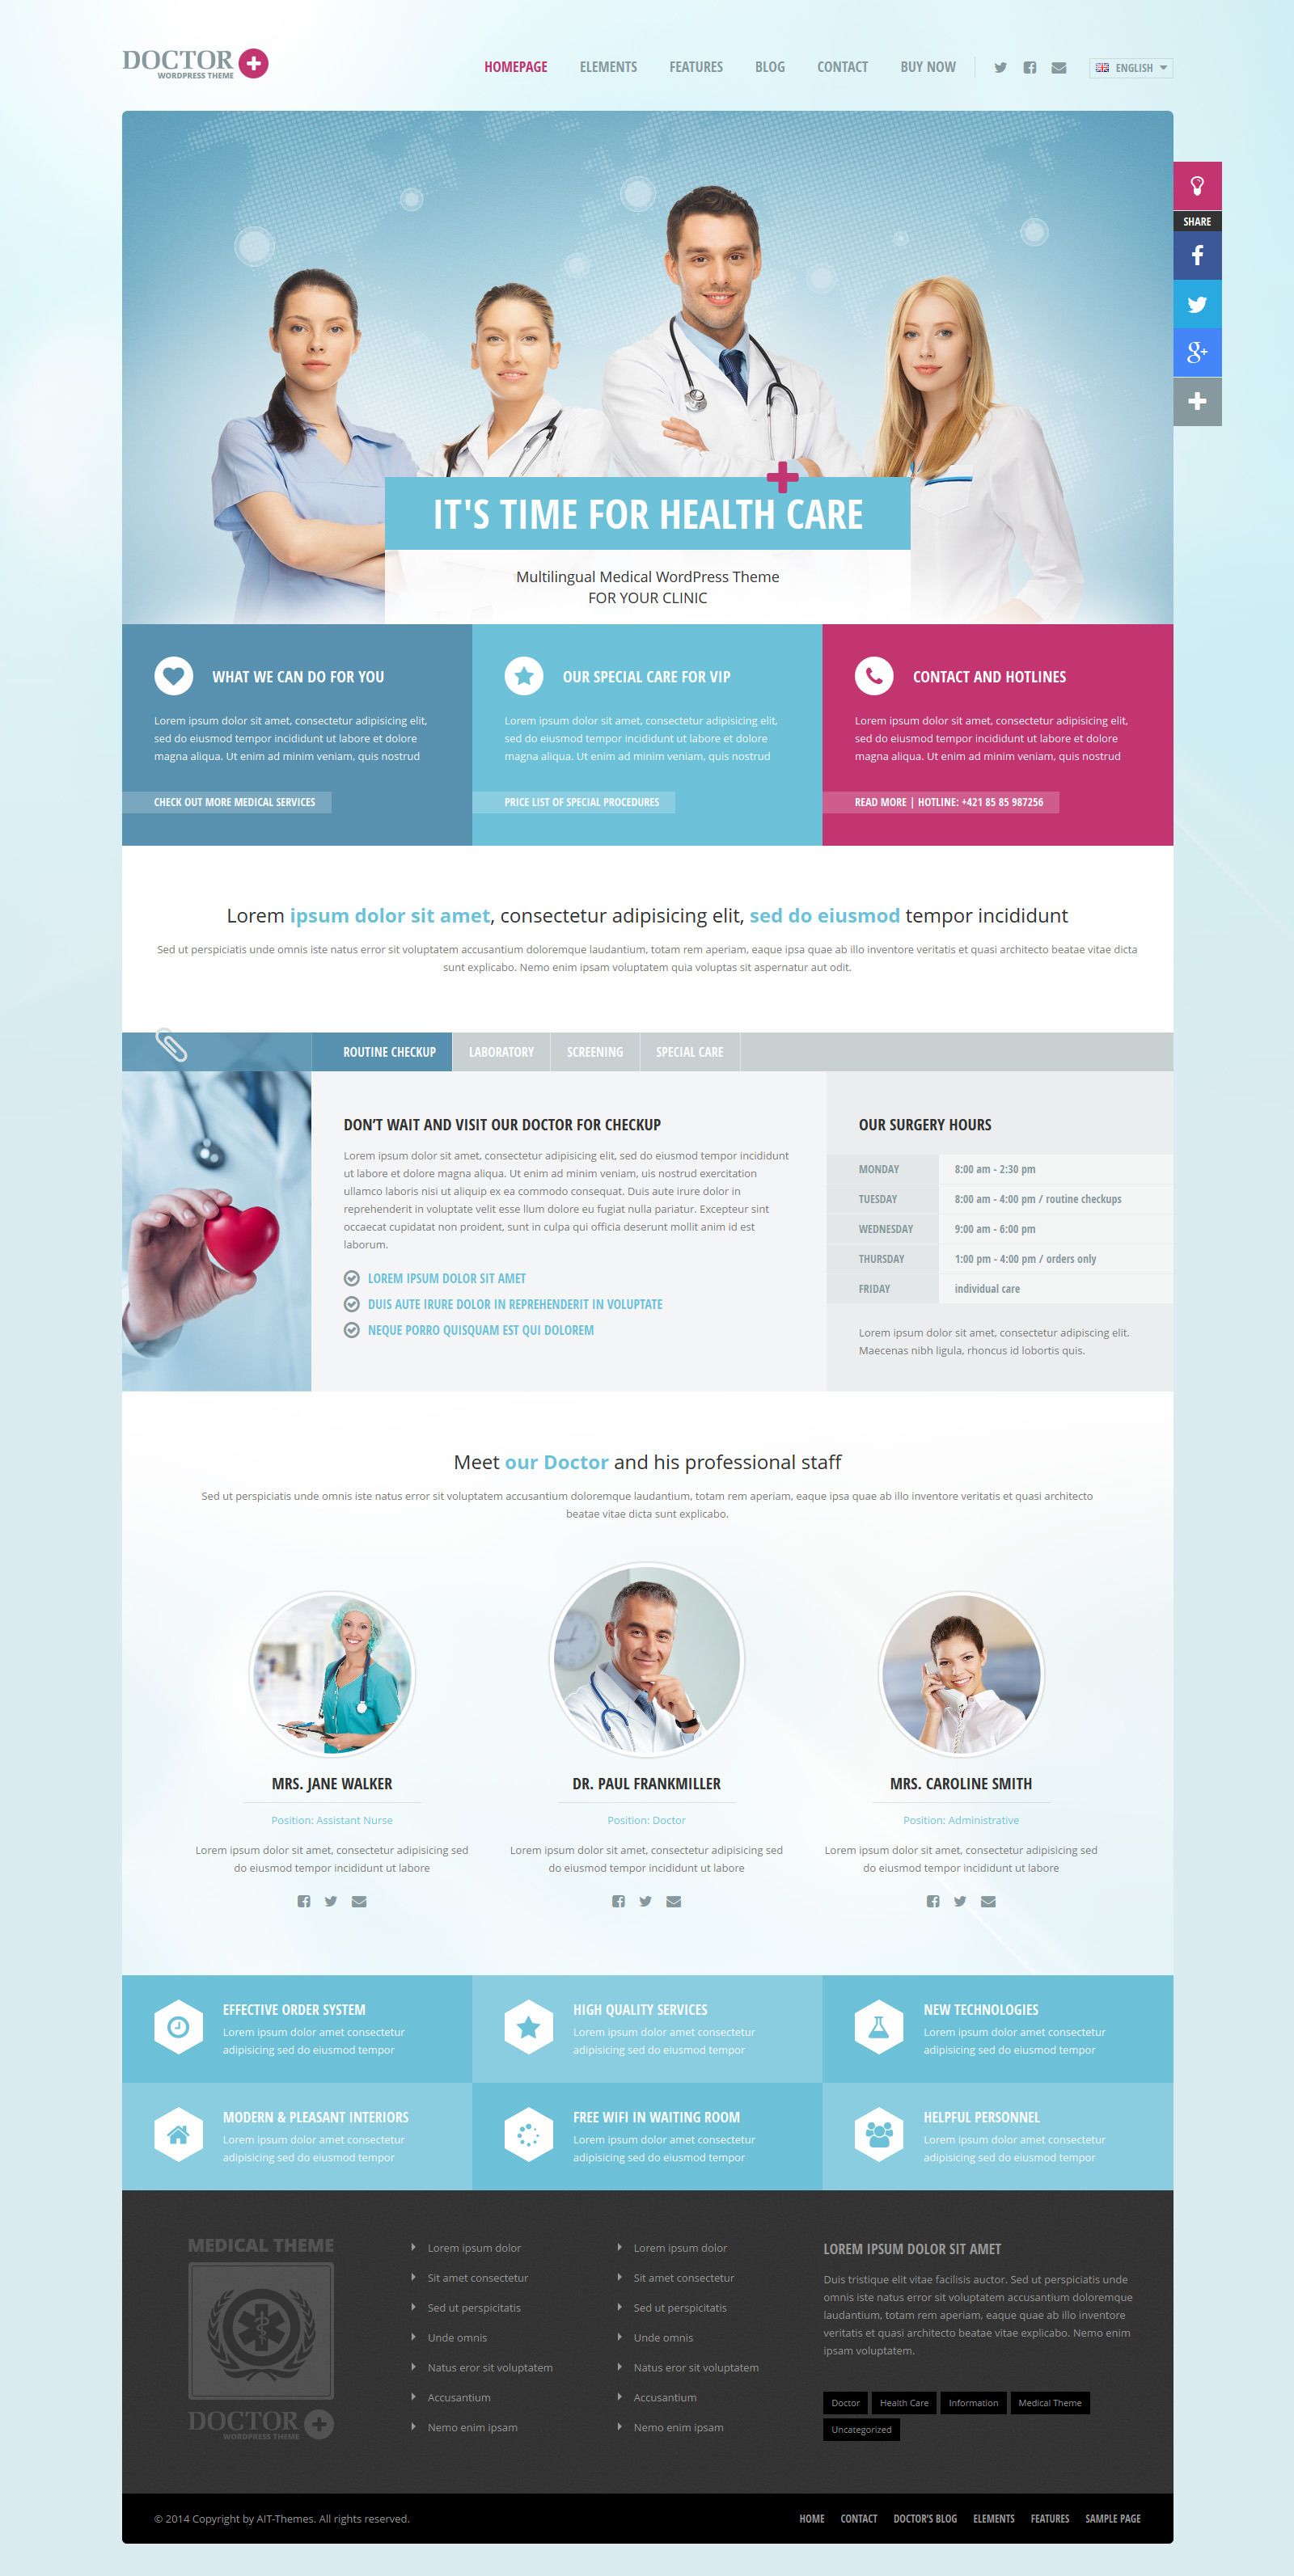 DOCTOR
WORDPRESS THEME
HOMEPAGE ELEMENTS FEATURES BLOG CONTACT BUY NOW ENGLISH
SHARE
IT'S TIME FOR HEALTH CARE
Multilingual Medical WordPress Theme
FOR YOUR CLINIC
WHAT WE CAN DO FOR YOU
Lorem ipsum dolor sit amet, consectetur adipisicing elit,
sed do eiusmod tempor incididunt ut labore et dolore
magna aliqua. Ut enim ad minim veniam, quis nostrud
CHECK OUT MORE MEDICAL SERVICES
OUR SPECIAL CARE FOR VIP
Lorem ipsum dolor sit amet, consectetur adipisicing elit,
sed do eiusmod tempor incididunt ut labore et dolore
magna aliqua. Ut enim ad minim veniam, quis nostrud
PRICE LIST OF SPECIAL PROCEDURES
CONTACT AND HOTLINES
Lorem ipsum dolor sit amet, consectetur adipisicing elit,
sed do eiusmod tempor incididunt ut labore et dolore
magna aliqua. Ut enim ad minim veniam, quis nostrud
READ MORE | HOTLINE: +421 85 85 987256
Lorem ipsum dolor sit amet, consectetur adipisicing elit, sed do eiusmod tempor incididunt
Sed ut perspiciatis unde omnis iste natus error sit voluptatem accusantium doloremque laudantium, totam rem aperiam, eaque ipsa quae ab illo inventore veritatis et quasi architecto beatae vitae dicta
sunt explicabo. Nemo enim ipsam voluptatem quia voluptas sit aspernatur aut odit.
ROUTINE CHECKUP LABORATORY SCREENING SPECIAL CARE
DON'T WAIT AND VISIT OUR DOCTOR FOR CHECKUP
Lorem ipsum dolor sit amet, consectetur adipisicing elit, sed do eiusmod tempor incididunt
ut labore et dolore magna aliqua. Ut enim ad minim veniam, uis nostrud exercitation
ullamco laboris nisi ut aliquip ex ea commodo consequat. Duis aute irure dolor in
reprehenderit in voluptate velit esse llum dolore eu fugiat nulla pariatur. Excepteur sint
occaecat cupidatat non proident, sunt in culpa qui officia deserunt mollit anim id est
laborum.
LOREM IPSUM DOLOR SIT AMET
DUIS AUTE IRURE DOLOR IN REPREHENDERIT IN VOLUPTATE
NEQUE PORRO QUISQUAM EST QUI DOLOREM
OUR SURGERY HOURS
MONDAY 8:00 am - 2:30 pm
TUESDAY 8:00 am - 4:00 pm / routine checkups
WEDNESDAY 9:00 am - 6:00 pm
THURSDAY 1:00 pm - 4:00 pm / orders only
FRIDAY individual care
Lorem ipsum dolor sit amet, consectetur adipiscing elit.
Maecenas nibh ligula, rhoncus id lobortis quis.
Meet our Doctor and his professional staff
Sed ut perspiciatis unde omnis iste natus error sit voluptatem accusantium doloremque laudantium, totam rem aperiam, eaque ipsa quae ab illo inventore veritatis et quasi architecto
beatae vitae dicta sunt explicabo.
MRS. JANE WALKER
Position: Assistant Nurse
Lorem ipsum dolor sit amet, consectetur adipisicing sed
do eiusmod tempor incididunt ut labore
DR. PAUL FRANKMILLER
Position: Doctor
Lorem ipsum dolor sit amet, consectetur adipisicing sed
do eiusmod tempor incididunt ut labore
MRS. CAROLINE SMITH
Position: Administrative
Lorem ipsum dolor sit amet, consectetur adipisicing sed
do eiusmod tempor incididunt ut labore
EFFECTIVE ORDER SYSTEM
Lorem ipsum dolor amet consectetur
adipisicing sed do eiusmod tempor
HIGH QUALITY SERVICES
Lorem ipsum dolor amet consectetur
adipisicing sed do eiusmod tempor
NEW TECHNOLOGIES
Lorem ipsum dolor amet consectetur
adipisicing sed do eiusmod tempor
MODERN & PLEASANT INTERIORS
Lorem ipsum dolor amet consectetur
adipisicing sed do eiusmod tempor
FREE WIFI IN WAITING ROOM
Lorem ipsum dolor amet consectetur
adipisicing sed do eiusmod tempor
HELPFUL PERSONNEL
Lorem ipsum dolor amet consectetur
adipisicing sed do eiusmod tempor
MEDICAL THEME
DOCTOR
WORDPRESS THEME
Lorem ipsum dolor
Sit amet consectetur
Sed ut perspicitatis
Unde omnis
Natus eror sit voluptatem
Accusantium
Nemo enim ipsam
Lorem ipsum dolor
Sit amet consectetur
Sed ut perspicitatis
Unde omnis
Natus eror sit voluptatem
Accusantium
Nemo enim ipsam
LOREM IPSUM DOLOR SIT AMET
Duis tristique elit vitae facilisis auctor. Sed ut perspiciatis unde
omnis iste natus error sit voluptatem accusantium doloremque
laudantium, totam rem aperiam, eaque quae ab illo inventore
veritatis et quasi architecto beatae vitae explicabo. Nemo enim
ipsam voluptatem.
Doctor Health Care Information Medical Theme
Uncategorized
© 2014 Copyright by AIT-Themes. All rights reserved.
HOME CONTACT DOCTOR'S BLOG ELEMENTS FEATURES SAMPLE PAGE